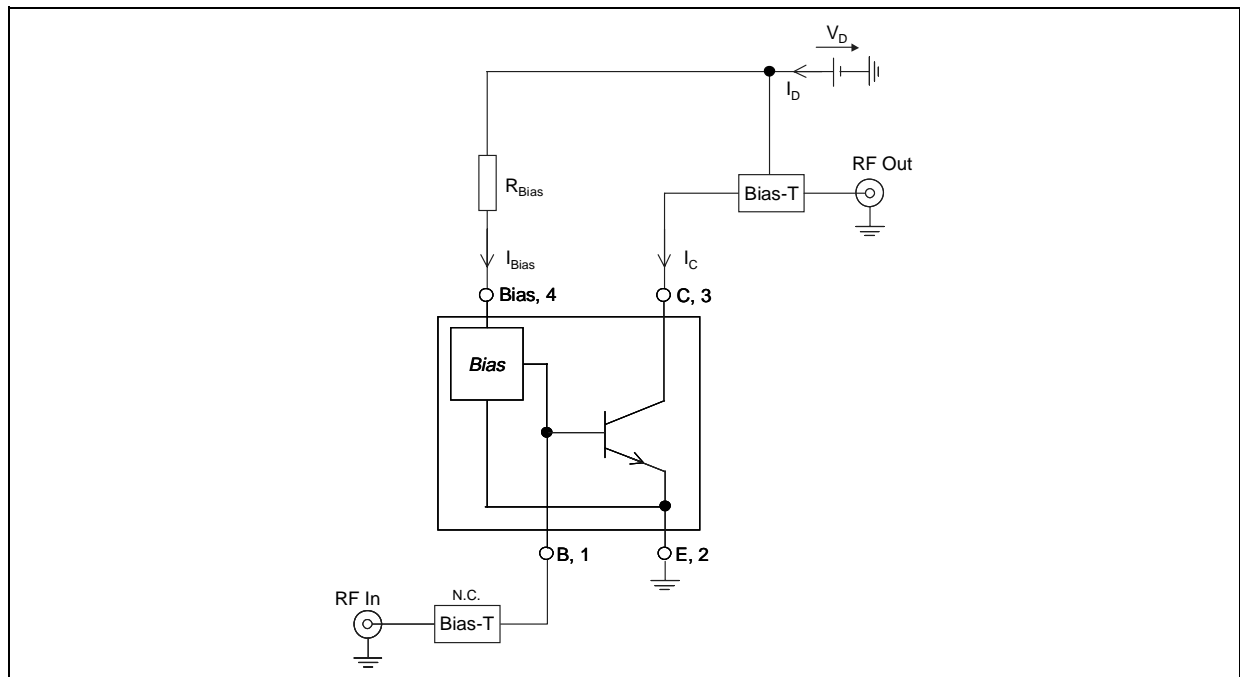 V_D
I_D
RF Out
Bias-T
R_Bias
I_Bias
I_C
Bias, 4
C, 3
Bias
B, 1
E, 2
N.C.
RF In
Bias-T